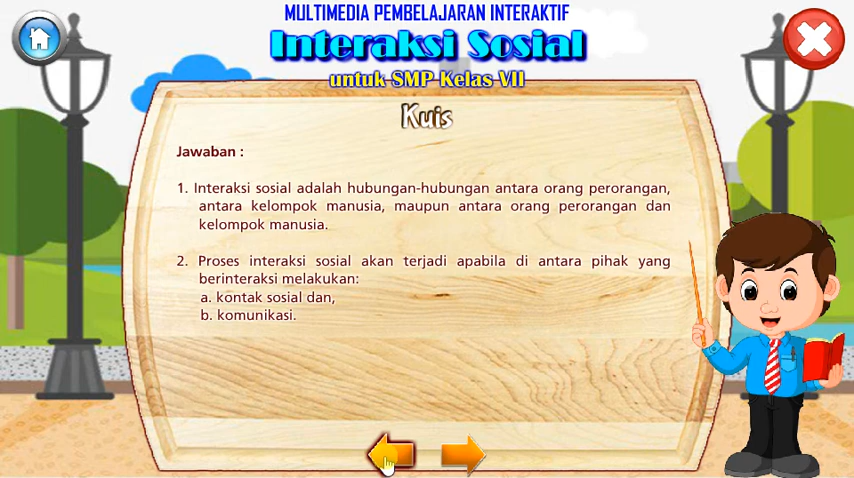 MULTIMEDIA PEMBELAJARAN INTERAKTIF
Interaksi Sosial
untuk SMP Kelas VII
Kuis
Jawaban :
1. Interaksi sosial adalah hubungan-hubungan antara orang perorangan,
antara kelompok manusia, maupun antara orang perorangan dan
kelompok manusia.
2. Proses interaksi sosial akan terjadi apabila di antara pihak yang
berinteraksi melakukan:
a. kontak sosial dan,
b. komunikasi.